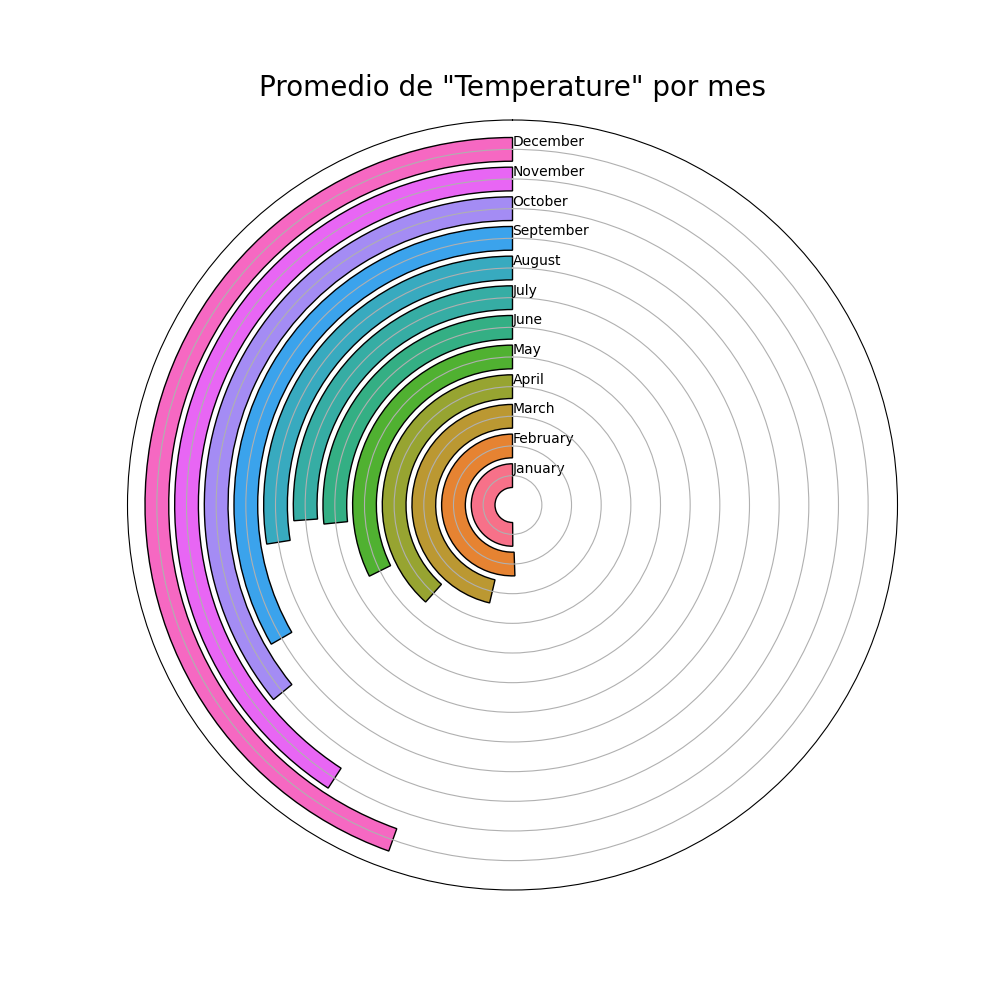 Promedio de "Temperature" por mes
December
November
October
September
August
July
June
May
April
March
February
January